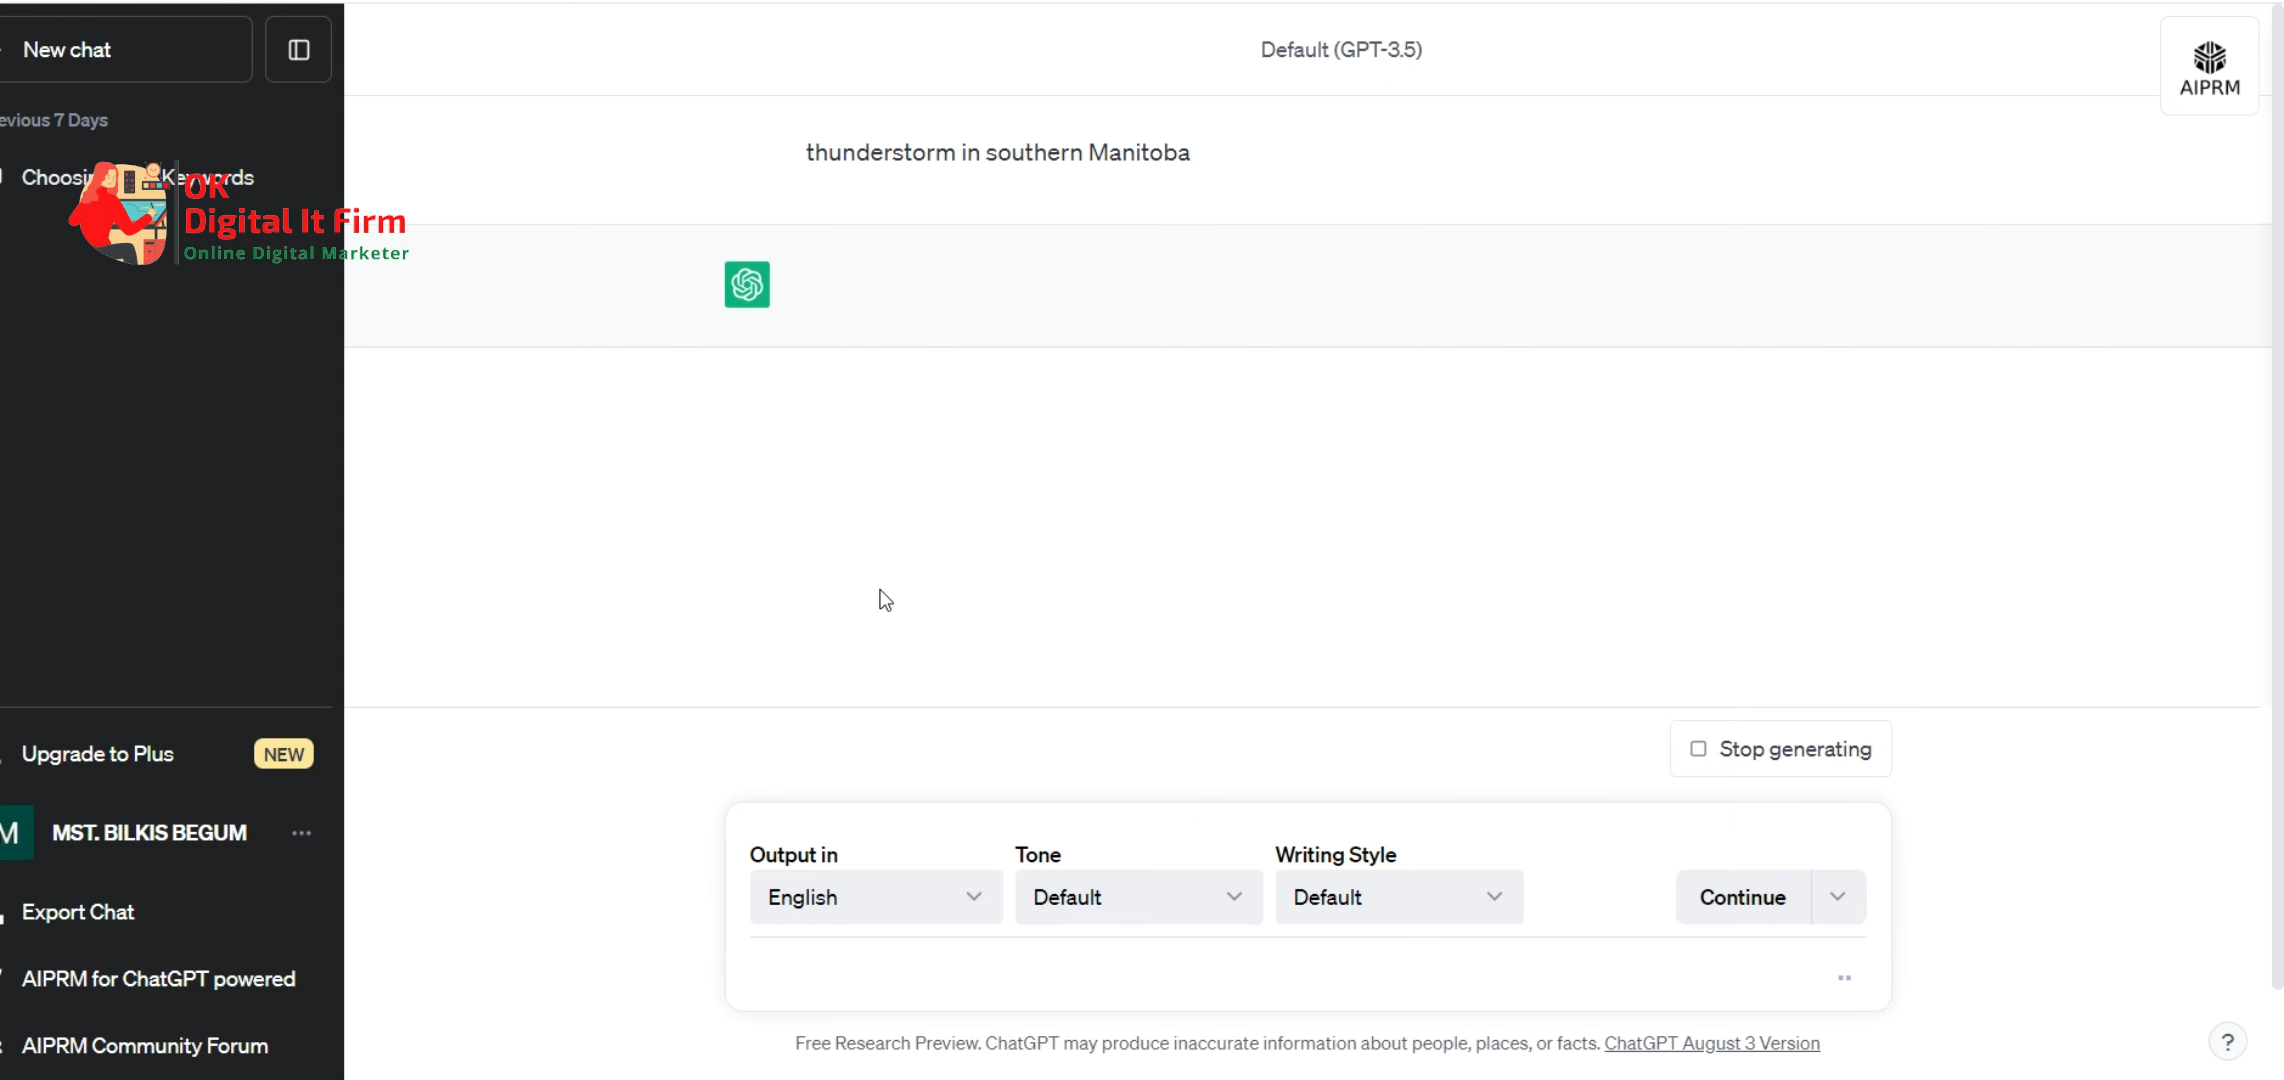 New chat
Default (GPT-3.5)
AIPRM
evious 7 Days
thunderstorm in southern Manitoba
Choosi Keywords
OK
Digital It Firm
Online Digital Marketer
Stop generating
Upgrade to Plus NEW
M MST. BILKIS BEGUM
Output in Tone Writing Style
English Default Default Continue
Export Chat
AIPRM for ChatGPT powered
AIPRM Community Forum
Free Research Preview. ChatGPT may produce inaccurate information about people, places, or facts. ChatGPT August 3 Version
?